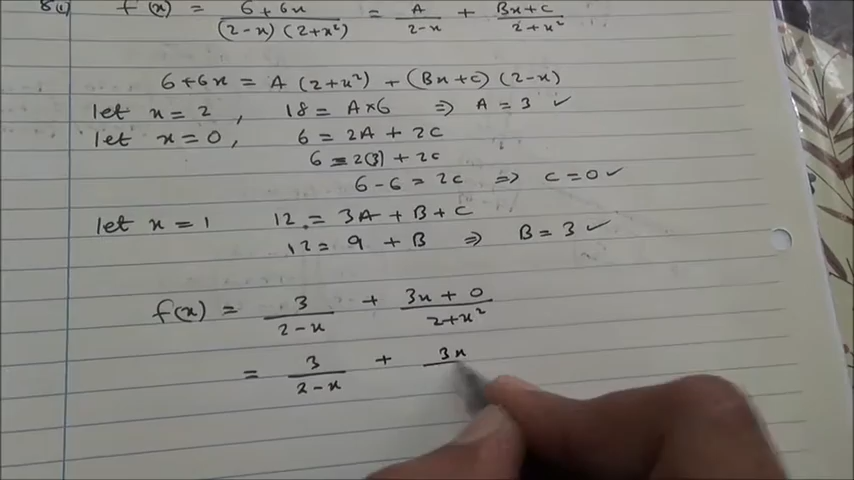 8(i) f(x) = (6+6x)/((2-x)(2+x²)) = A/(2-x) + (Bx+c)/(2+x²)
6+6x = A(2+x²) + (Bx+c)(2-x)
let x = 2, 18 = A×6 ⇒ A = 3 ✓
let x = 0, 6 = 2A + 2c
6 = 2(3) + 2c
6-6 = 2c ⇒ c = 0 ✓
let x = 1 12 = 3A + B + c
12 = 9 + B ⇒ B = 3 ✓
f(x) = 3/(2-x) + (3x+0)/(2+x²)
= 3/(2-x) + 3x